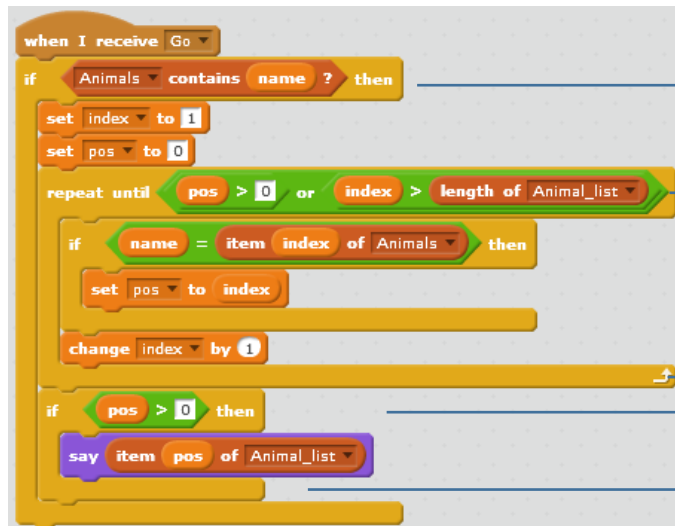 when I receive Go
if Animals contains name ? then
set index to 1
set pos to 0
repeat until pos > 0 or index > length of Animal_list
if name = item index of Animals then
set pos to index
change index by 1
if pos > 0 then
say item pos of Animal_list